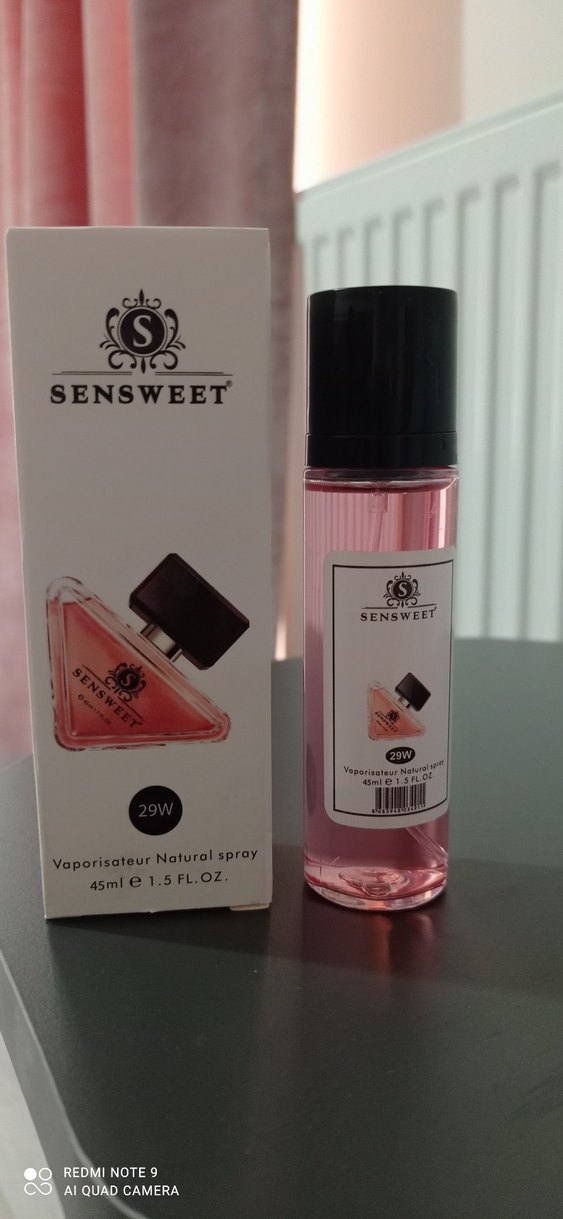 S
SENSWEET®
SENSWEET
29W
Vaporisateur Natural spray
45ml e 1.5 FL.OZ.
S
SENSWEET
SENSWEET
29W
Vaporisateur Natural spray
45ml e 1.5 FL.OZ.
REDMI NOTE 9
AI QUAD CAMERA